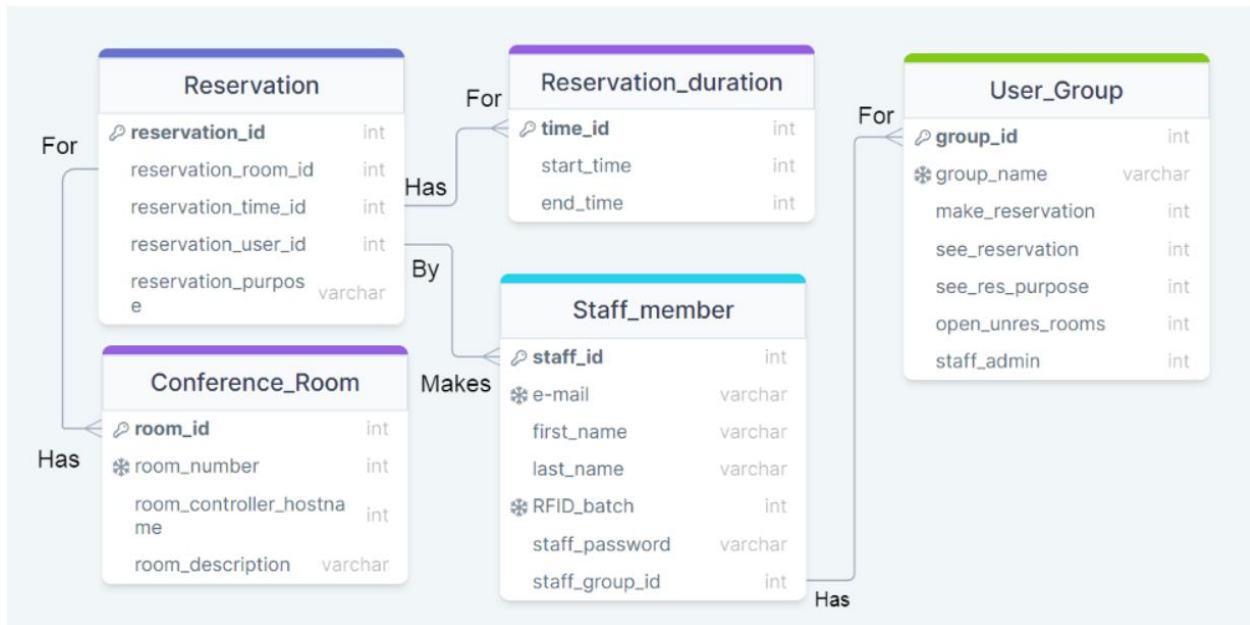 Reservation
reservation_id int
reservation_room_id int
reservation_time_id int
reservation_user_id int
reservation_purpos
e varchar
For
Has
Conference_Room
room_id int
room_number int
room_controller_hostna
me int
room_description varchar
Has
For
Reservation_duration
time_id int
start_time int
end_time int
By
Makes
Staff_member
staff_id int
e-mail varchar
first_name varchar
last_name varchar
RFID_batch int
staff_password varchar
staff_group_id int
Has
For
User_Group
group_id int
group_name varchar
make_reservation int
see_reservation int
see_res_purpose int
open_unres_rooms int
staff_admin int